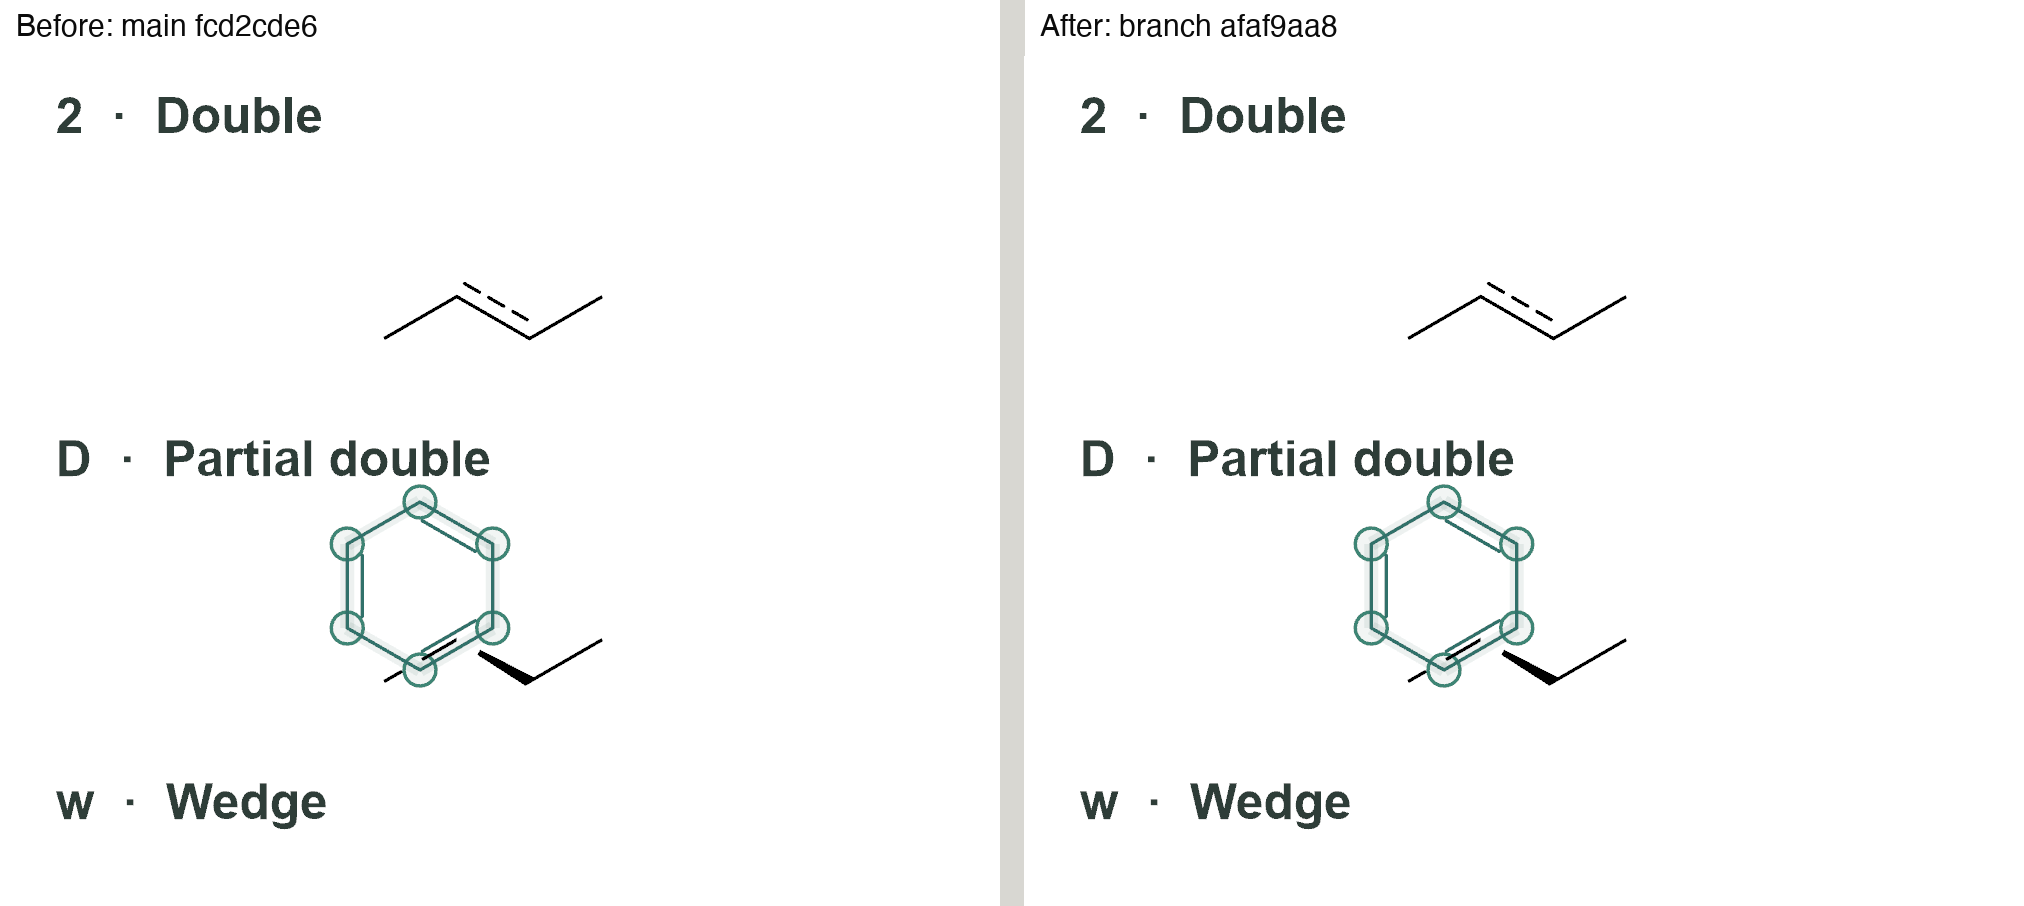 Before: main fcd2cde6
2 · Double
D · Partial double
w · Wedge
After: branch afaf9aa8
2 · Double
D · Partial double
w · Wedge